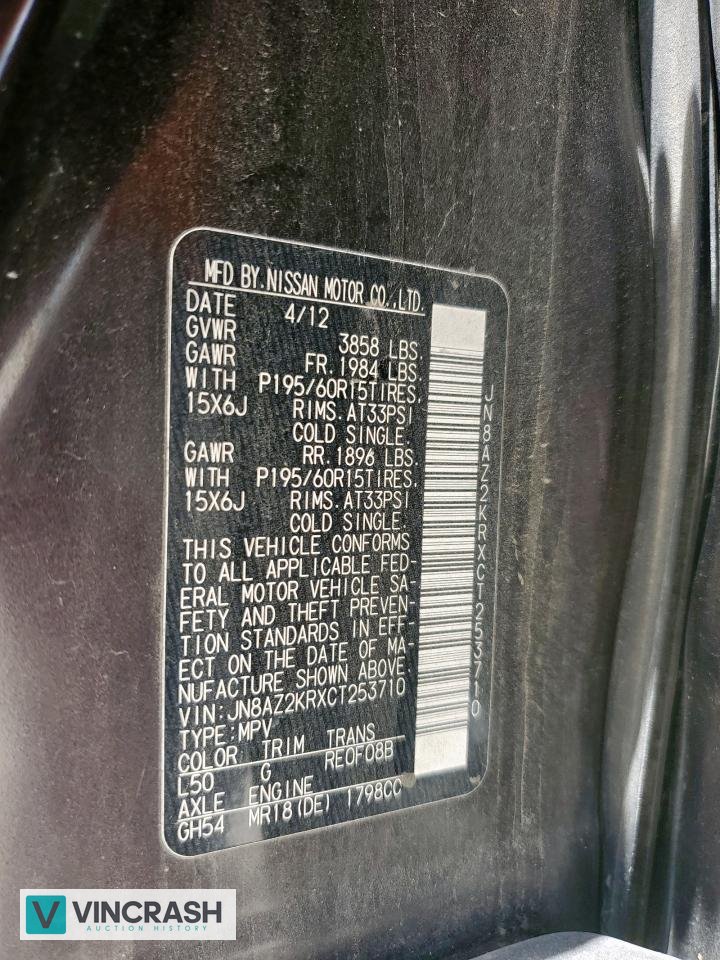 MFD BY.NISSAN MOTOR CO.,LTD.
DATE 4/12
GVWR 3858 LBS.
GAWR FR.1984 LBS.
WITH P195/60R15TIRES.
15X6J RIMS.AT33PSI
COLD SINGLE.
GAWR RR.1896 LBS.
WITH P195/60R15TIRES.
15X6J RIMS.AT33PSI
COLD SINGLE.
THIS VEHICLE CONFORMS
TO ALL APPLICABLE FED-
ERAL MOTOR VEHICLE SA-
FETY AND THEFT PREVEN-
TION STANDARDS IN EFF-
ECT ON THE DATE OF MA-
NUFACTURE SHOWN ABOVE.
VIN:JN8AZ2KRXCT253710
TYPE:MPV
COLOR TRIM TRANS
L50 G RE0F08B
AXLE ENGINE
GH54 MR18(DE) 1798CC
JN8AZ2KRXCT253710
V VINCRASH
AUCTION HISTORY